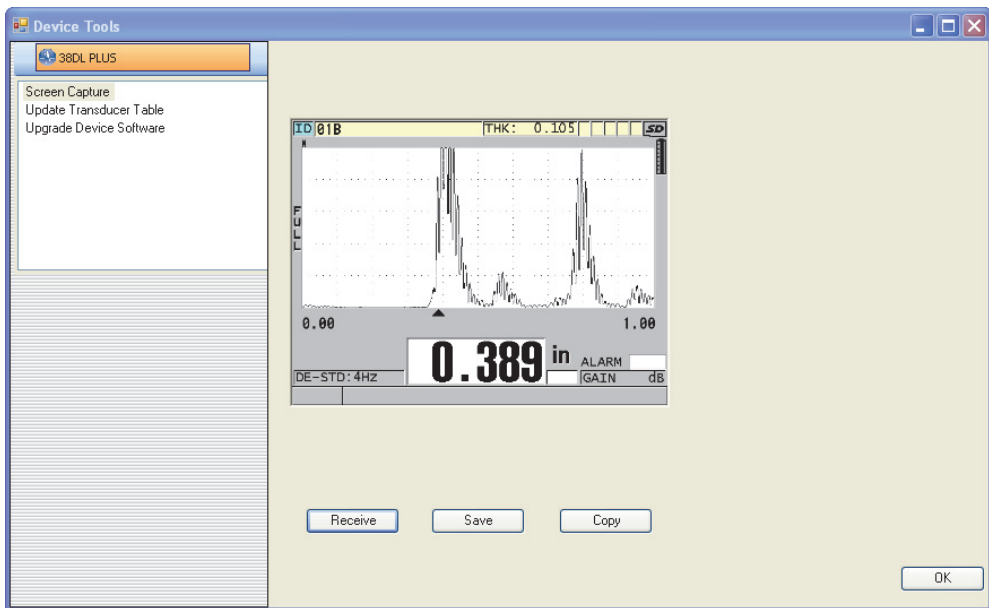 Device Tools
38DL PLUS
Screen Capture
Update Transducer Table
Upgrade Device Software
ID 01B THK: 0.105 SD
FULL
0.00 1.00
0.389 in ALARM
DE-STD:4HZ GAIN dB
Receive Save Copy
OK